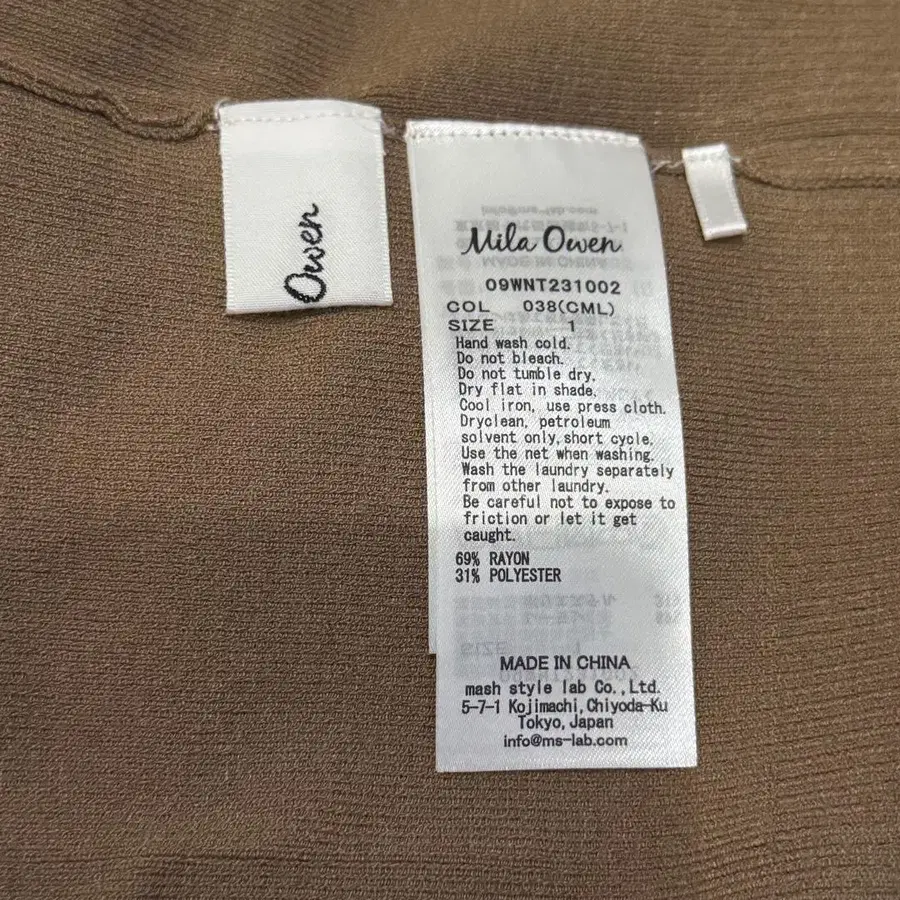 Owen
Mila Owen
09WNT231002
COL 038(CML)
SIZE 1
Hand wash cold.
Do not bleach.
Do not tumble dry.
Dry flat in shade.
Cool iron, use press cloth.
Dryclean, petroleum
solvent only, short cycle.
Use the net when washing.
Wash the laundry separately
from other laundry.
Be careful not to expose to
friction or let it get
caught.
69% RAYON
31% POLYESTER
MADE IN CHINA
mash style lab Co.,Ltd.
5-7-1 Kojimachi,Chiyoda-Ku
Tokyo,Japan
info@ms-lab.com